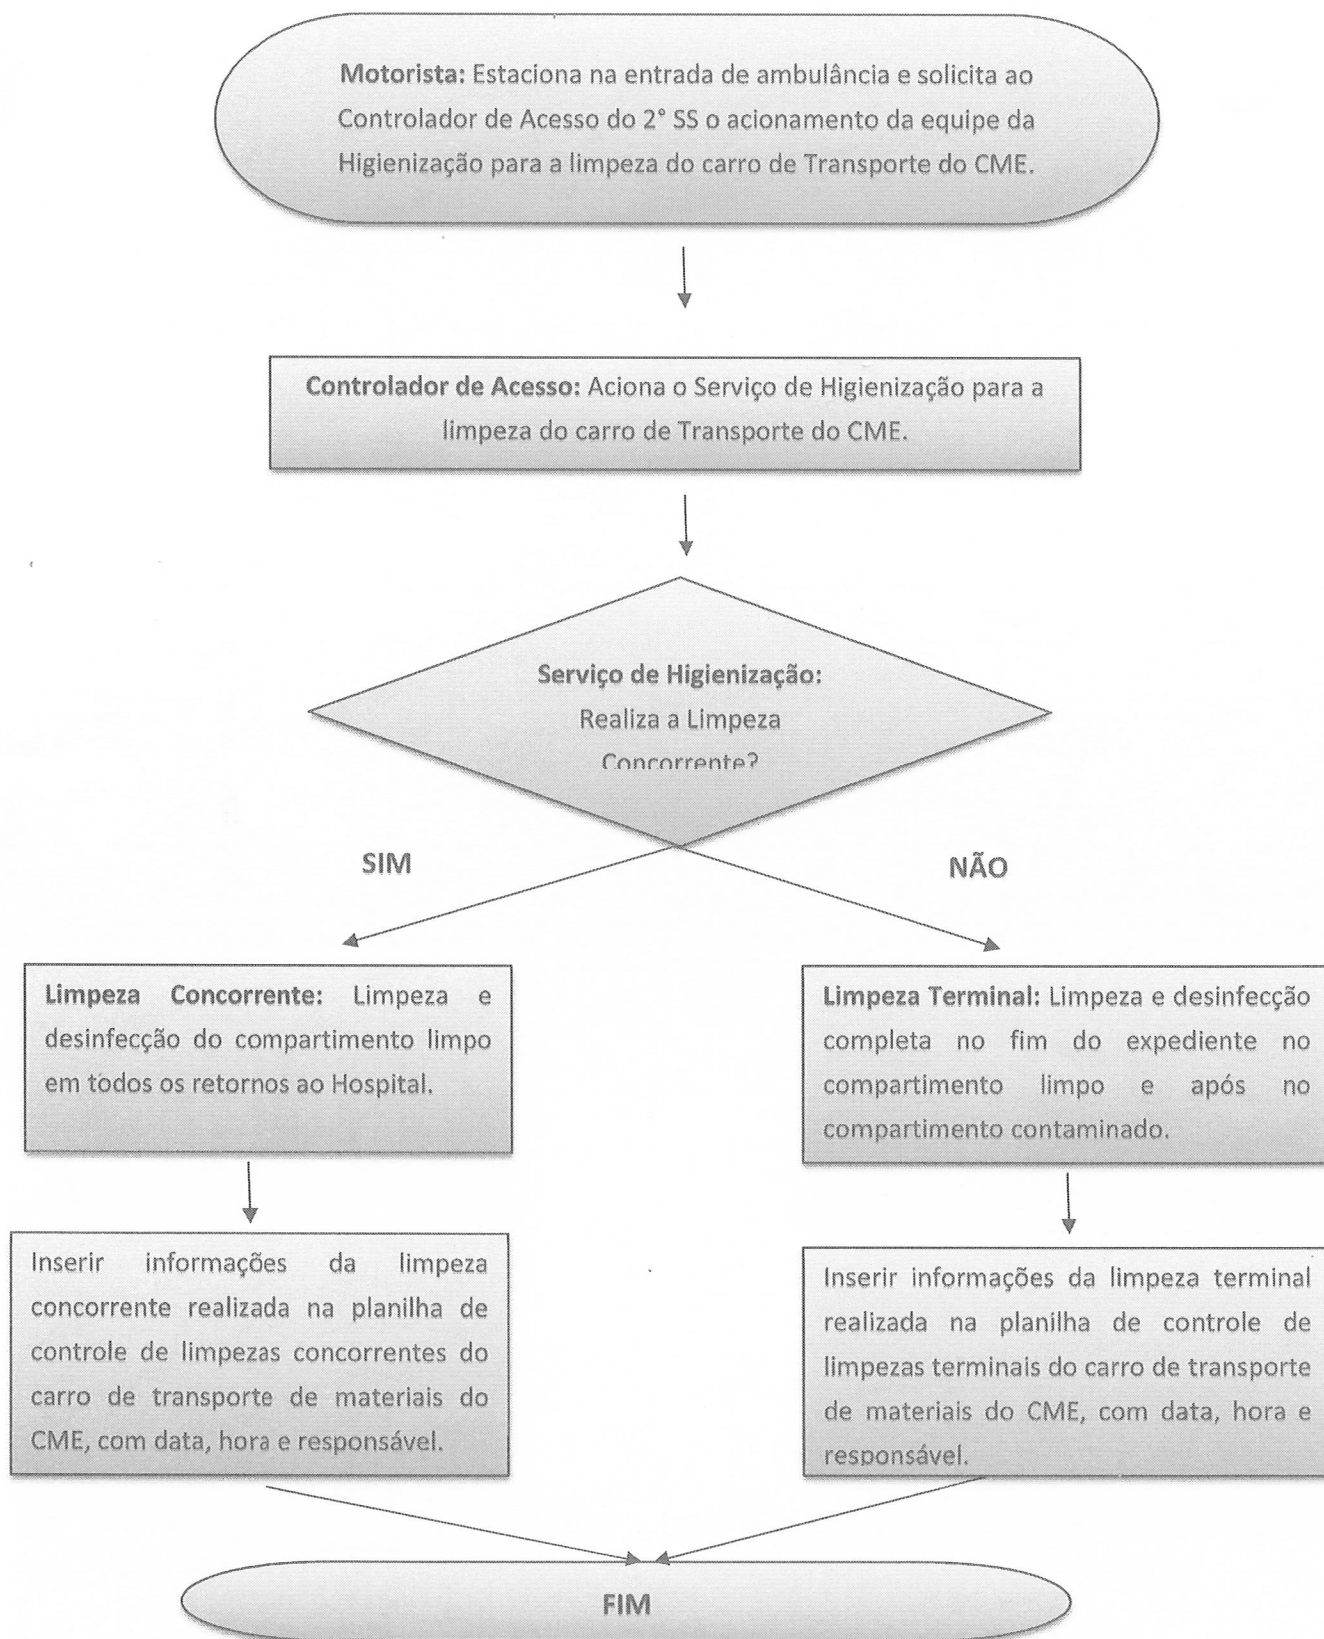 Motorista: Estaciona na entrada de ambulância e solicita ao
Controlador de Acesso do 2° SS o acionamento da equipe da
Higienização para a limpeza do carro de Transporte do CME.
Controlador de Acesso: Aciona o Serviço de Higienização para a
limpeza do carro de Transporte do CME.
Serviço de Higienização:
Realiza a Limpeza
Concorrente?
SIM
NÃO
Limpeza Concorrente: Limpeza e
desinfecção do compartimento limpo
em todos os retornos ao Hospital.
Limpeza Terminal: Limpeza e desinfecção
completa no fim do expediente no
compartimento limpo e após no
compartimento contaminado.
Inserir informações da limpeza
concorrente realizada na planilha de
controle de limpezas concorrentes do
carro de transporte de materiais do
CME, com data, hora e responsável.
Inserir informações da limpeza terminal
realizada na planilha de controle de
limpezas terminais do carro de transporte
de materiais do CME, com data, hora e
responsável.
FIM